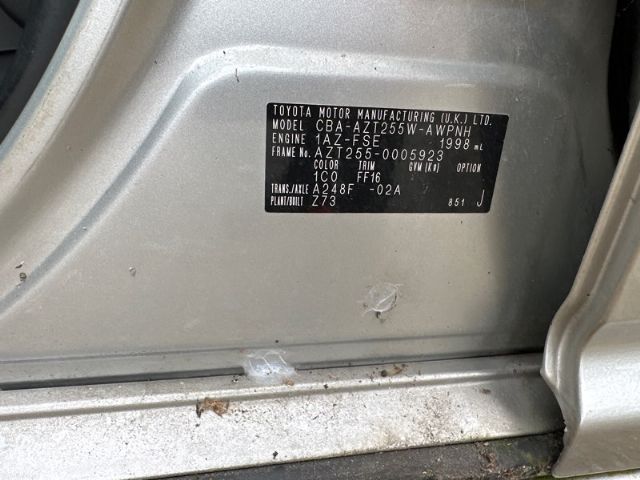 TOYOTA MOTOR MANUFACTURING (U.K.) LTD.
MODEL CBA-AZT255W-AWPNH
ENGINE 1AZ-FSE 1998 mL
FRAME No. AZT255-0005923
COLOR TRIM GVM (KG) OPTION
1C0 FF16
TRANS./AXLE A248F -02A
PLANT/BUILT Z73 851 J